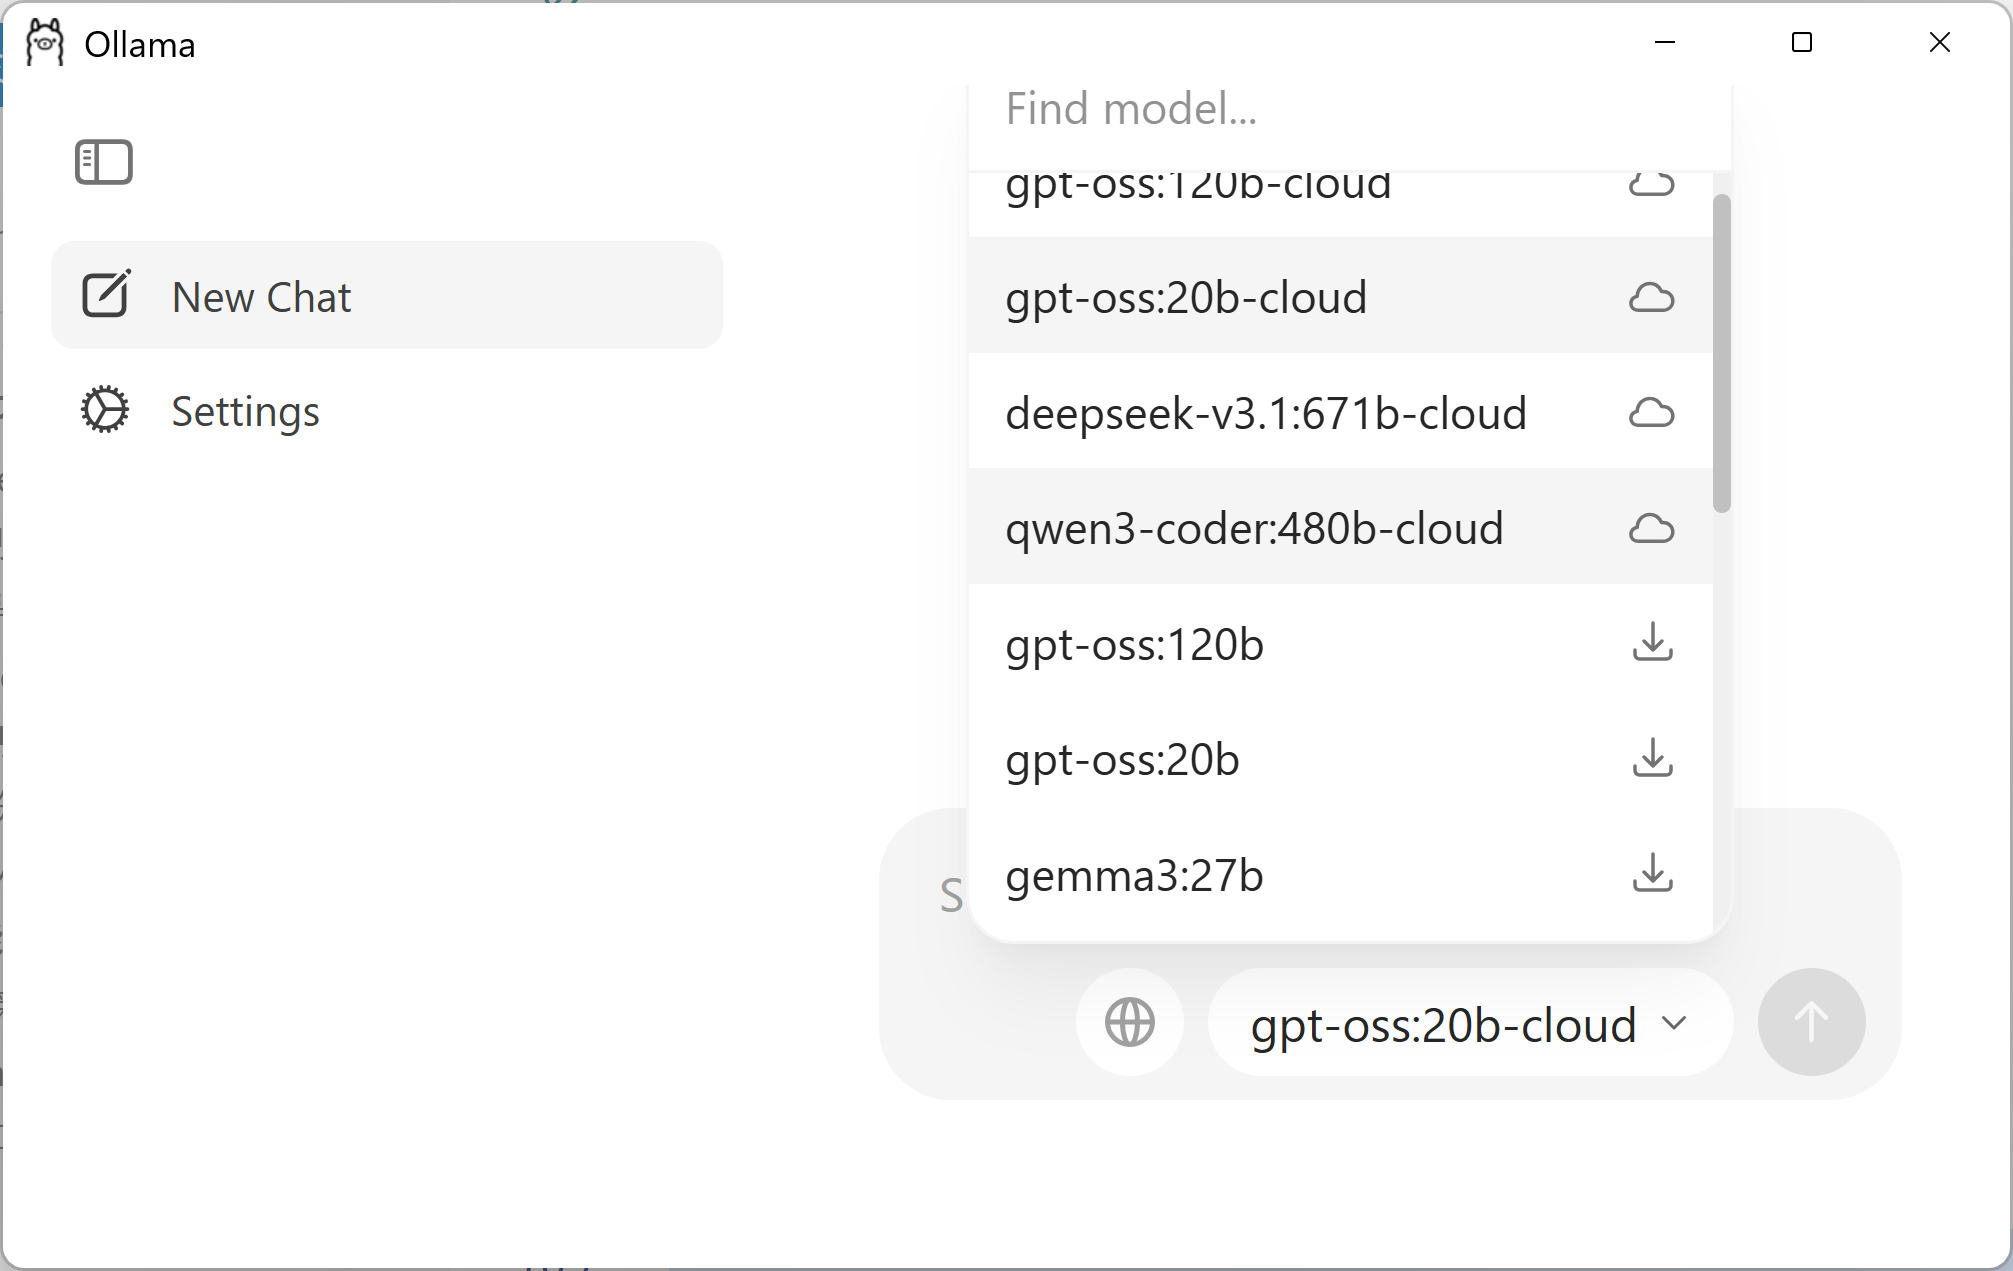 Ollama
Find model...
gpt-oss:120b-cloud
New Chat
gpt-oss:20b-cloud
Settings
deepseek-v3.1:671b-cloud
qwen3-coder:480b-cloud
gpt-oss:120b
gpt-oss:20b
gemma3:27b
S
gpt-oss:20b-cloud